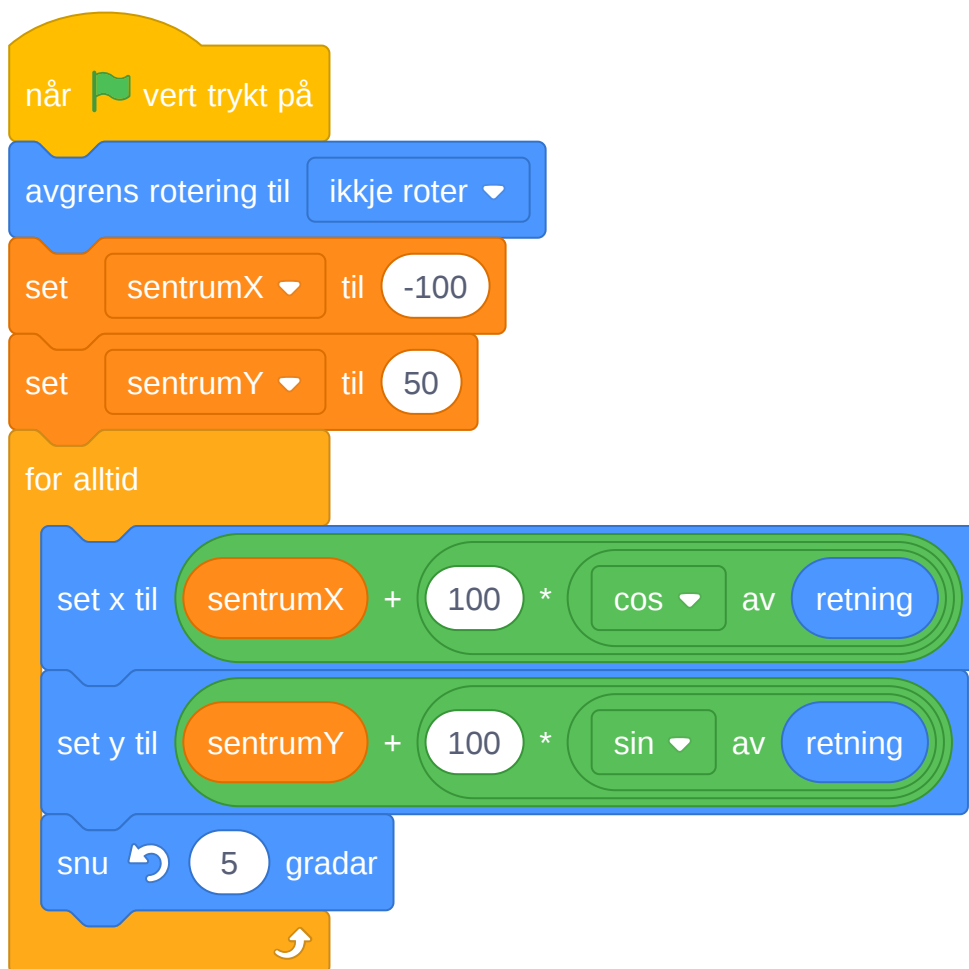 når vert trykt på
avgrens rotering til ikkje roter
set sentrumX til -100
set sentrumY til 50
for alltid
set x til sentrumX + 100 * cos av retning
set y til sentrumY + 100 * sin av retning
snu 5 gradar